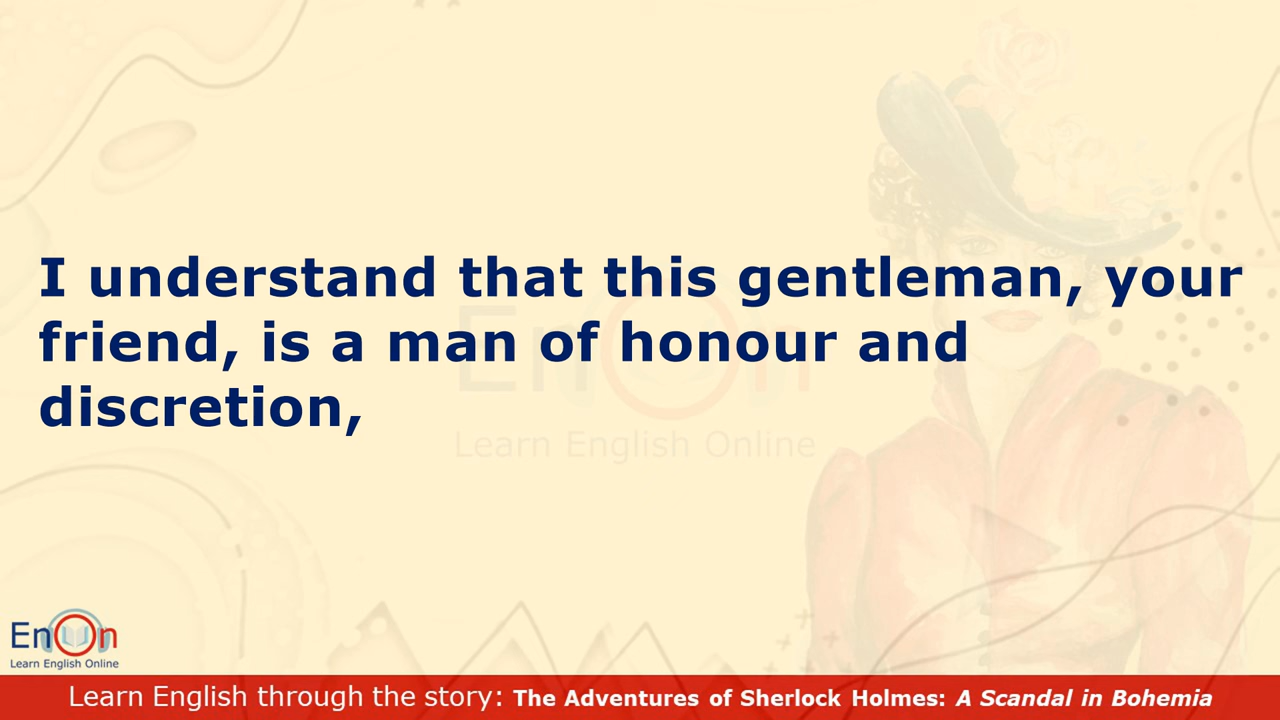 I understand that this gentleman, your
friend, is a man of honour and
discretion,
EnOn
Learn English Online
EnOn
Learn English Online
Learn English through the story: The Adventures of Sherlock Holmes: A Scandal in Bohemia